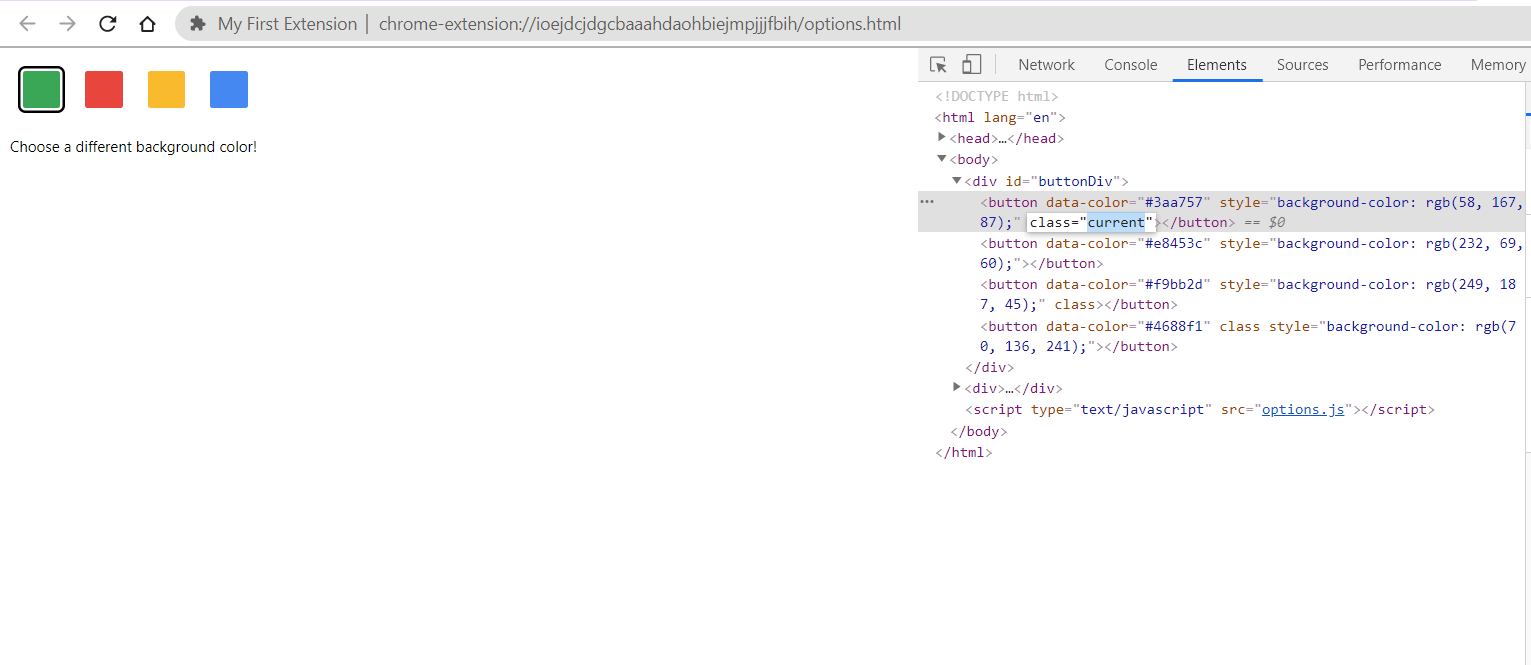 My First Extension | chrome-extension://ioejdcjdgcbaaahdaohbiejmpjjjfbih/options.html
Network Console Elements Sources Performance Memory
Choose a different background color!
<!DOCTYPE html>
<html lang="en">
<head>…</head>
<body>
<div id="buttonDiv">
<button data-color="#3aa757" style="background-color: rgb(58, 167,
87);" class="current"></button> == $0
<button data-color="#e8453c" style="background-color: rgb(232, 69,
60);"></button>
<button data-color="#f9bb2d" style="background-color: rgb(249, 18
7, 45);" class></button>
<button data-color="#4688f1" class style="background-color: rgb(7
0, 136, 241);"></button>
</div>
<div>…</div>
<script type="text/javascript" src="options.js"></script>
</body>
</html>